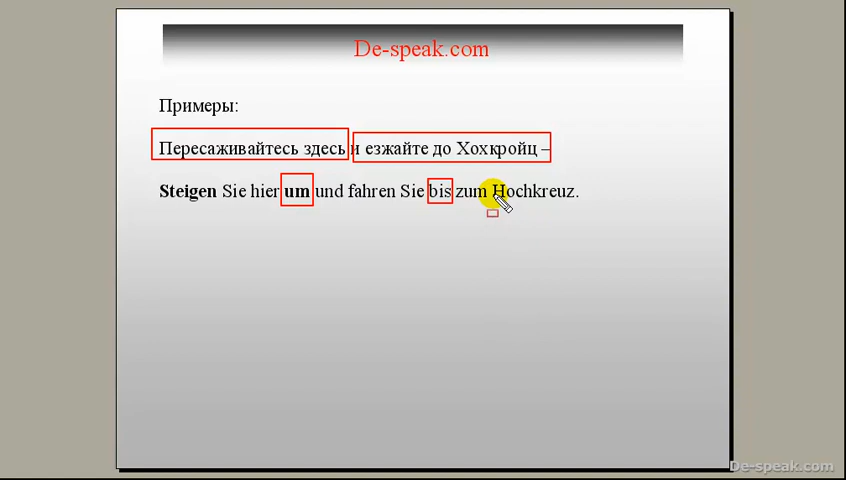 De-speak.com
Примеры:
Пересаживайтесь здесь и езжайте до Хохкройц –
Steigen Sie hier um und fahren Sie bis zum Hochkreuz.
De-speak.com